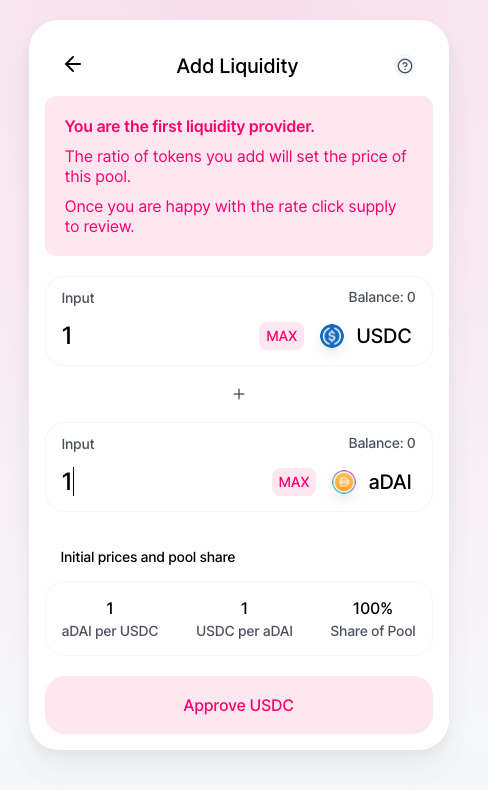 Add Liquidity
You are the first liquidity provider.
The ratio of tokens you add will set the price of
this pool.
Once you are happy with the rate click supply
to review.
Input
Balance: 0
1
MAX
USDC
+
Input
Balance: 0
1
MAX
aDAI
Initial prices and pool share
1
aDAI per USDC
1
USDC per aDAI
100%
Share of Pool
Approve USDC